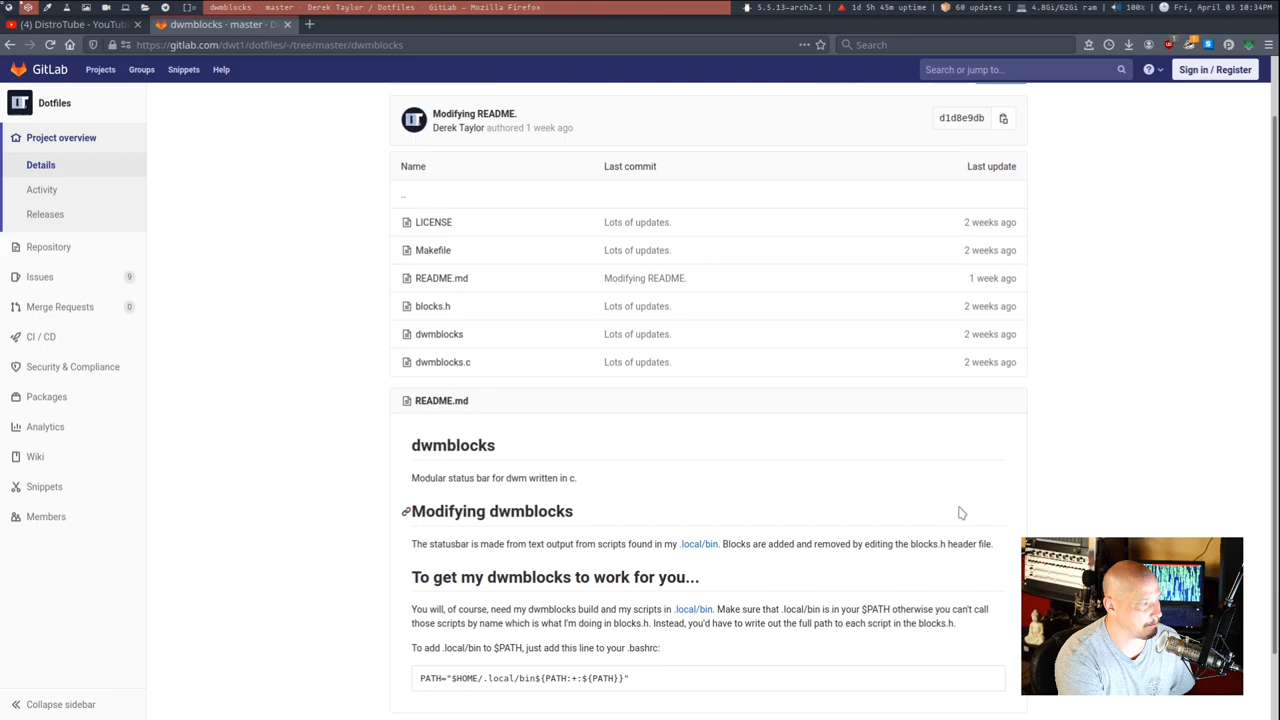 dwmblocks · master · Derek Taylor / Dotfiles · GitLab - Mozilla Firefox
5.5.13-arch2-1 | 1d 5h 45m uptime | 60 updates | 4.8Gi/62Gi ram | 100% | Fri, April 03 10:34PM
(4) DistroTube - YouTube
dwmblocks · master · D
https://gitlab.com/dwt1/dotfiles/-/tree/master/dwmblocks
Search
GitLab
Projects
Groups
Snippets
Help
Search or jump to...
Sign in / Register
Dotfiles
Project overview
Details
Activity
Releases
Repository
Issues 9
Merge Requests 0
CI / CD
Security & Compliance
Packages
Analytics
Wiki
Snippets
Members
Collapse sidebar
Modifying README.
Derek Taylor authored 1 week ago
d1d8e9db
Name Last commit Last update
..
LICENSE Lots of updates. 2 weeks ago
Makefile Lots of updates. 2 weeks ago
README.md Modifying README. 1 week ago
blocks.h Lots of updates. 2 weeks ago
dwmblocks Lots of updates. 2 weeks ago
dwmblocks.c Lots of updates. 2 weeks ago
README.md
dwmblocks
Modular status bar for dwm written in c.
Modifying dwmblocks
The statusbar is made from text output from scripts found in my .local/bin. Blocks are added and removed by editing the blocks.h header file.
To get my dwmblocks to work for you...
You will, of course, need my dwmblocks build and my scripts in .local/bin. Make sure that .local/bin is in your $PATH otherwise you can't call
those scripts by name which is what I'm doing in blocks.h. Instead, you'd have to write out the full path to each script in the blocks.h.
To add .local/bin to $PATH, just add this line to your .bashrc:
PATH="$HOME/.local/bin${PATH:+:${PATH}}"